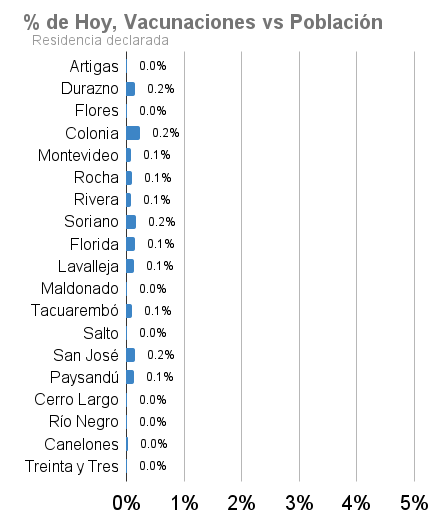 % de Hoy, Vacunaciones vs Población
Residencia declarada
Artigas 0.0%
Durazno 0.2%
Flores 0.0%
Colonia 0.2%
Montevideo 0.1%
Rocha 0.1%
Rivera 0.1%
Soriano 0.2%
Florida 0.1%
Lavalleja 0.1%
Maldonado 0.0%
Tacuarembó 0.1%
Salto 0.0%
San José 0.2%
Paysandú 0.1%
Cerro Largo 0.0%
Río Negro 0.0%
Canelones 0.0%
Treinta y Tres 0.0%
0% 1% 2% 3% 4% 5%